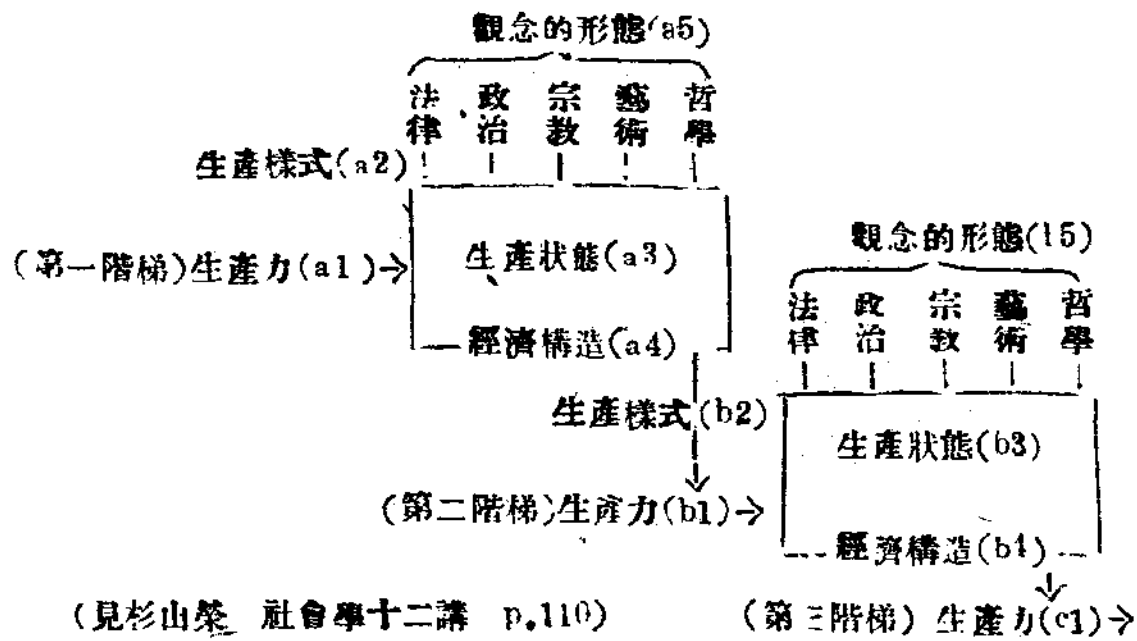 觀念的形態(a5)
法律 政治 宗教 藝術 哲學
生產樣式(a2)
(第一階梯)生產力(a1)→ 生產狀態(a3)
經濟構造(a4)
觀念的形態(15)
法律 政治 宗教 藝術 哲學
生產樣式(b2)
生產狀態(b3)
(第二階梯)生產力(b1)→
經濟構造(b4)
(見杉山榮 社會學十二講 p.110)
(第三階梯) 生產力(c1)→